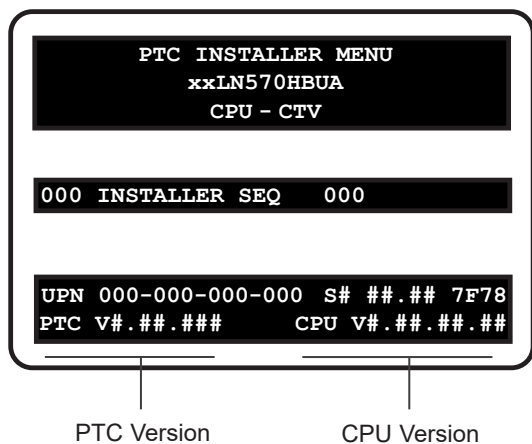 PTC INSTALLER MENU
xxLN570HBUA
CPU – CTV
000 INSTALLER SEQ 000
UPN 000-000-000-000 S# ##.## 7F78
PTC V#.##.### CPU V#.##.##.##
PTC Version CPU Version